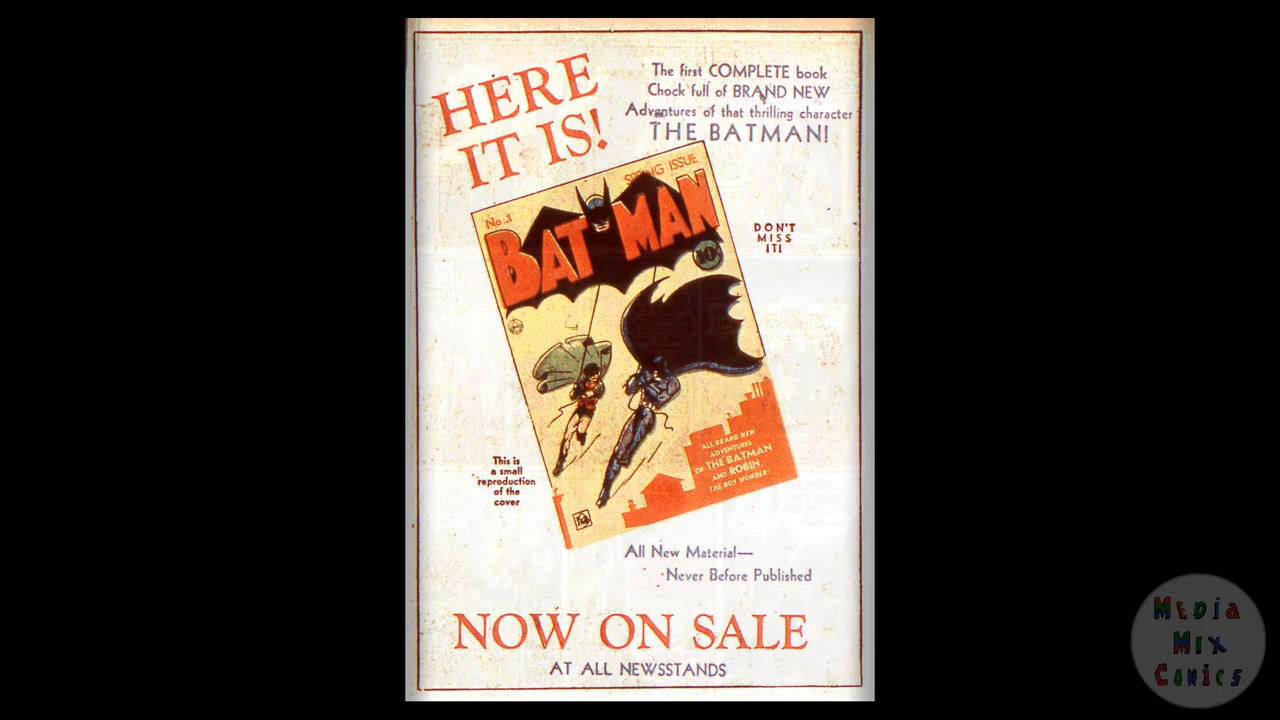 HERE
IT IS!
The first COMPLETE book
Chock full of BRAND NEW
Adventures of that thrilling character
THE BATMAN!
SPRING ISSUE
No. 1
BATMAN
10¢
DON'T
MISS
IT!
ALL BRAND NEW
ADVENTURES
OF THE BATMAN
AND ROBIN,
THE BOY WONDER!
This is
a small
reproduction
of the
cover
All New Material—
Never Before Published
NOW ON SALE
AT ALL NEWSSTANDS
MEDiA
Mix
COMiCS